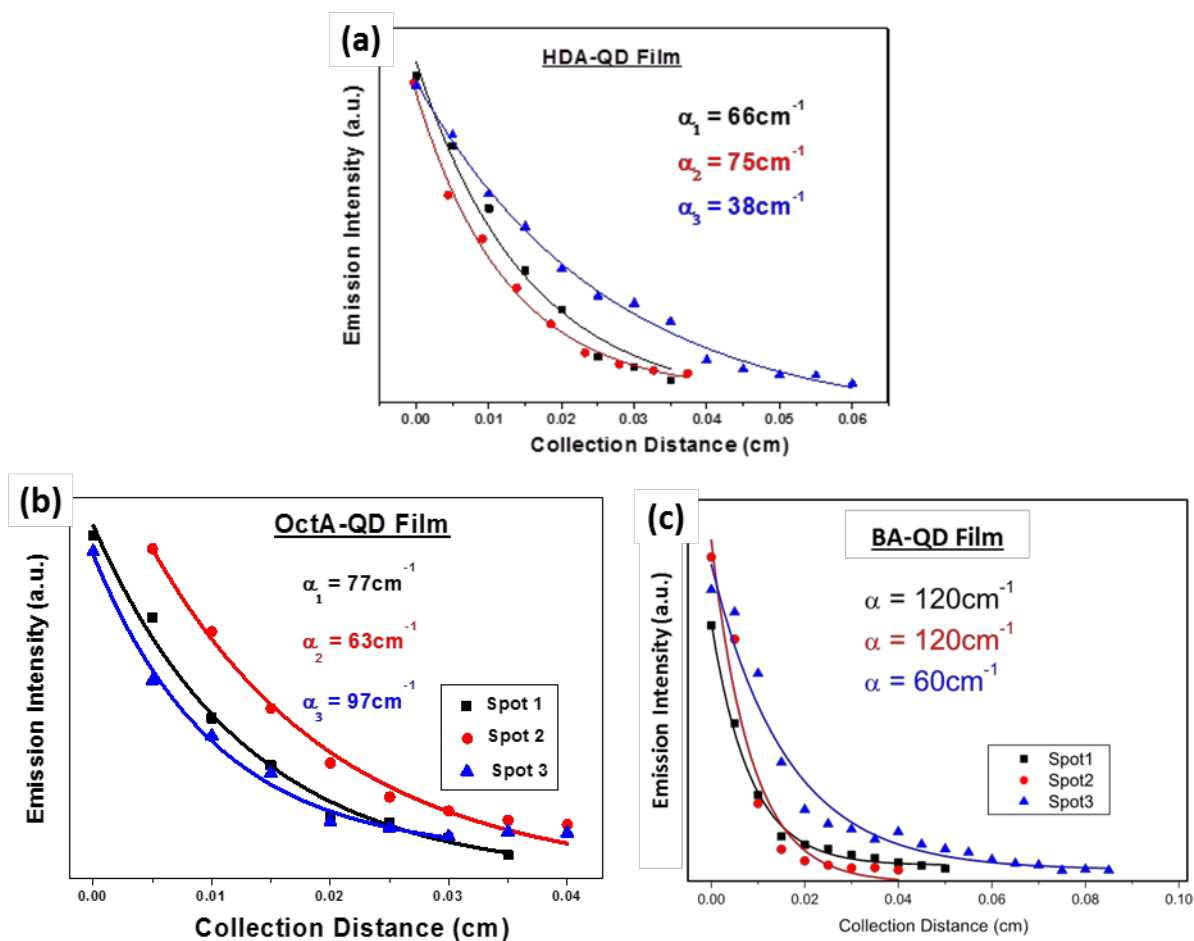 (a)
HDA-QD Film
α1 = 66cm-1
α2 = 75cm-1
α3 = 38cm-1
Emission Intensity (a.u.)
0.00 0.01 0.02 0.03 0.04 0.05 0.06
Collection Distance (cm)
(b)
OctA-QD Film
α1 = 77cm-1
α2 = 63cm-1
α3 = 97cm-1
Spot 1
Spot 2
Spot 3
Emission Intensity (a.u.)
0.00 0.01 0.02 0.03 0.04
Collection Distance (cm)
(c)
BA-QD Film
α = 120cm-1
α = 120cm-1
α = 60cm-1
Spot1
Spot2
Spot3
Emission Intensity (a.u.)
0.00 0.02 0.04 0.06 0.08 0.10
Collection Distance (cm)